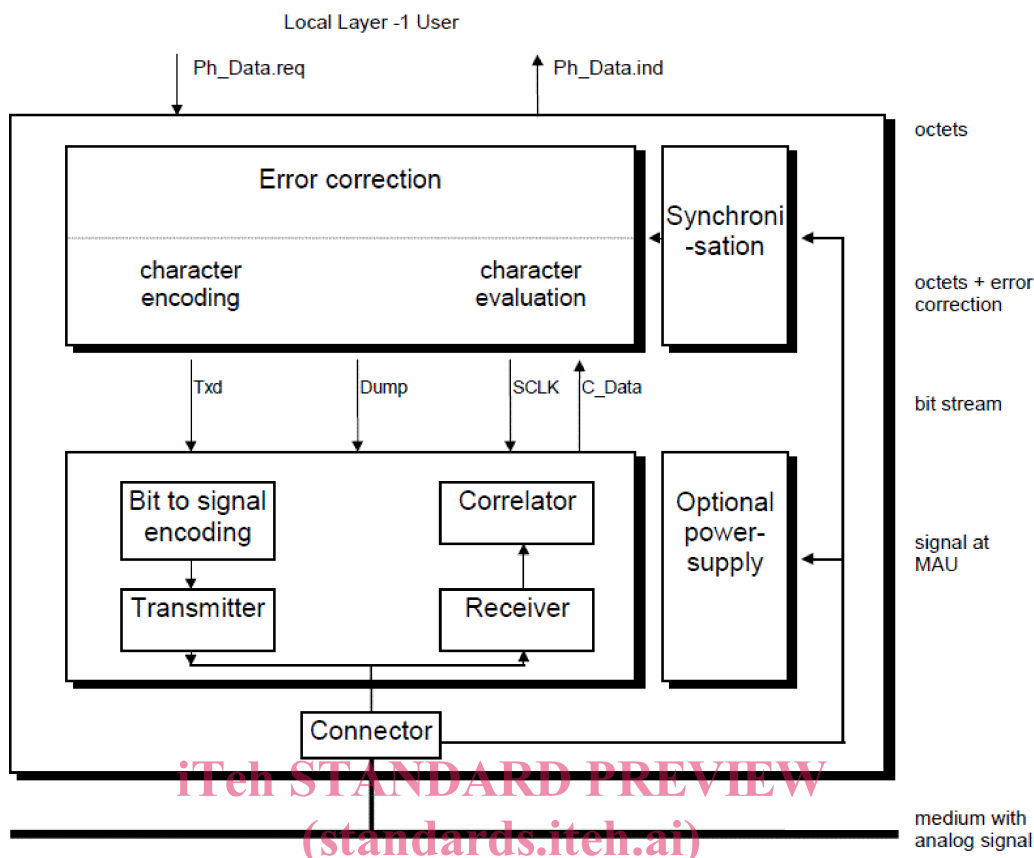 Local Layer -1 User
Ph_Data.req
Ph_Data.ind
octets
Error correction
Synchroni
-sation
character
encoding
character
evaluation
octets + error
correction
Txd
Dump
SCLK
C_Data
bit stream
Bit to signal
encoding
Correlator
Optional
power-
supply
signal at
MAU
Transmitter
Receiver
Connector
iTeh STANDARD PREVIEW
(standards.iteh.ai)
medium with
analog signal